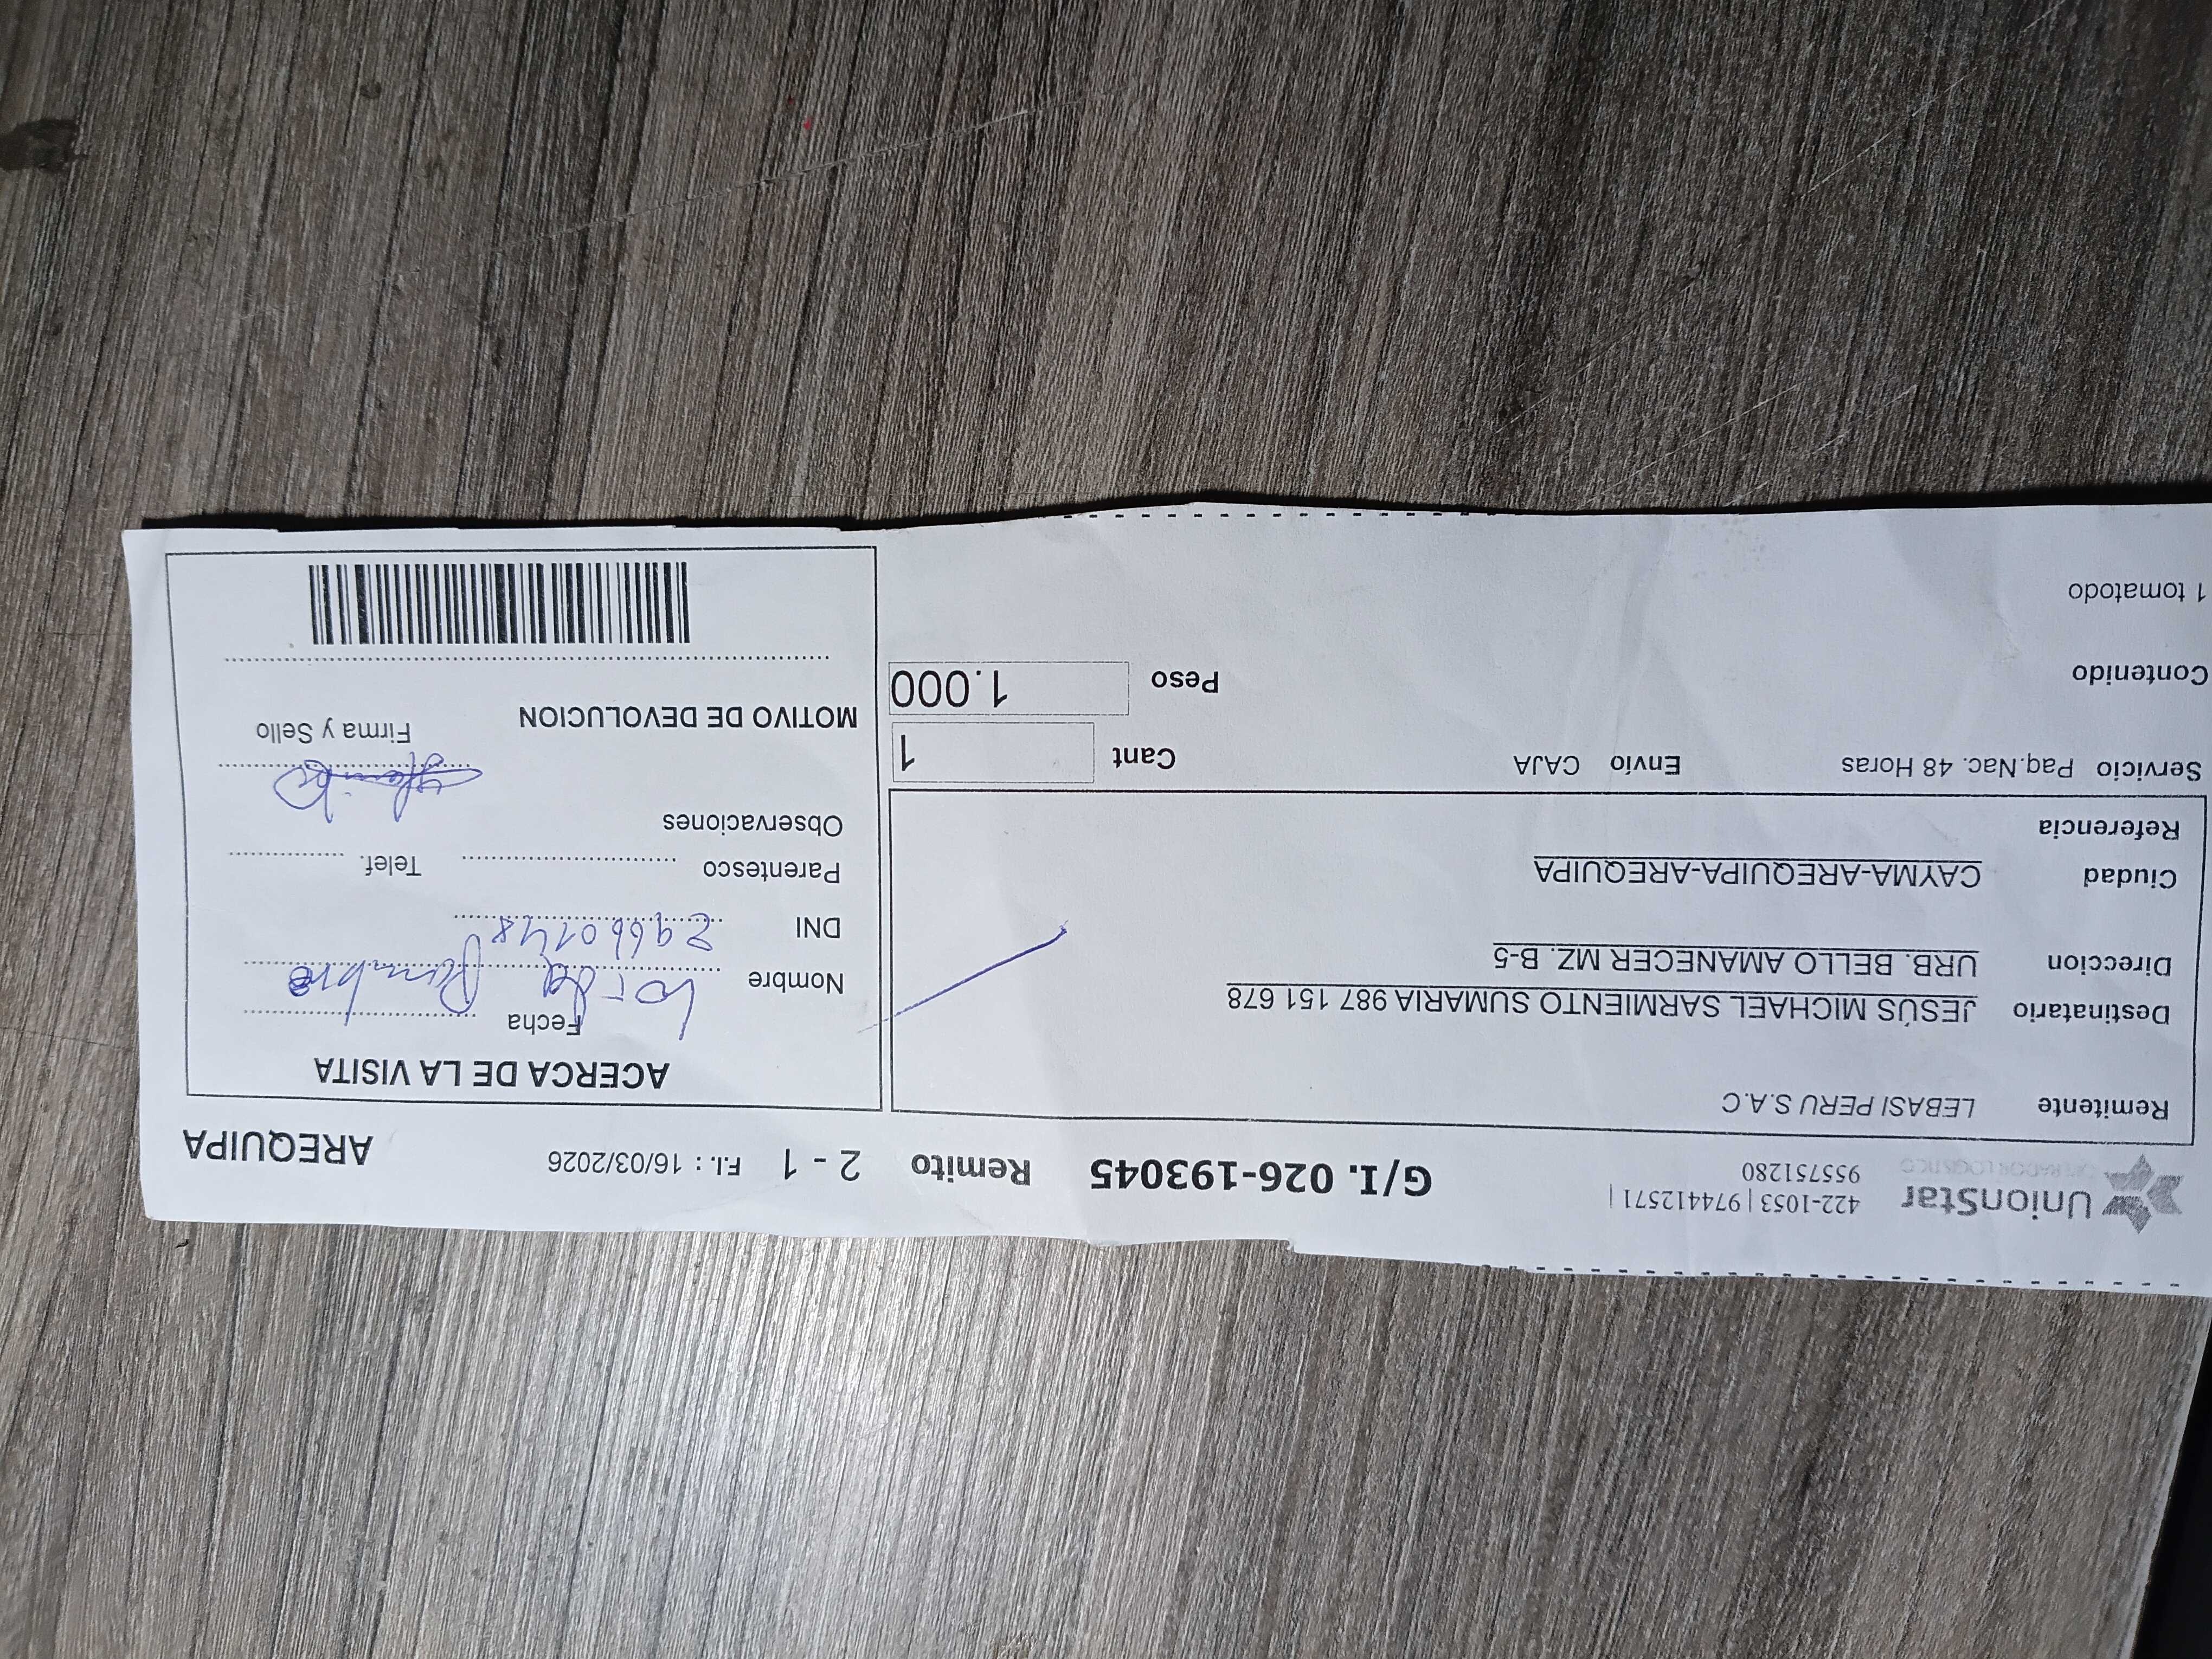 UnionStar
OPERADOR LOGISTICO
422-1053 | 974412571 |
955751280
G/I. 026-193045
Remito 2 - 1 F.I. : 16/03/2026 AREQUIPA
Remitente LEBASI PERU S.A.C
Destinatario JESÚS MICHAEL SARMIENTO SUMARIA 987 151 678
Direccion URB. BELLO AMANECER MZ. B-5
Ciudad CAYMA-AREQUIPA-AREQUIPA
Referencia
Servicio Paq.Nac. 48 Horas Envío CAJA Cant 1
Peso 1.000
Contenido
1 tomatodo
ACERCA DE LA VISITA
Fecha
Nombre
DNI 29660148
Parentesco Telef.
Observaciones
Firma y Sello
MOTIVO DE DEVOLUCION